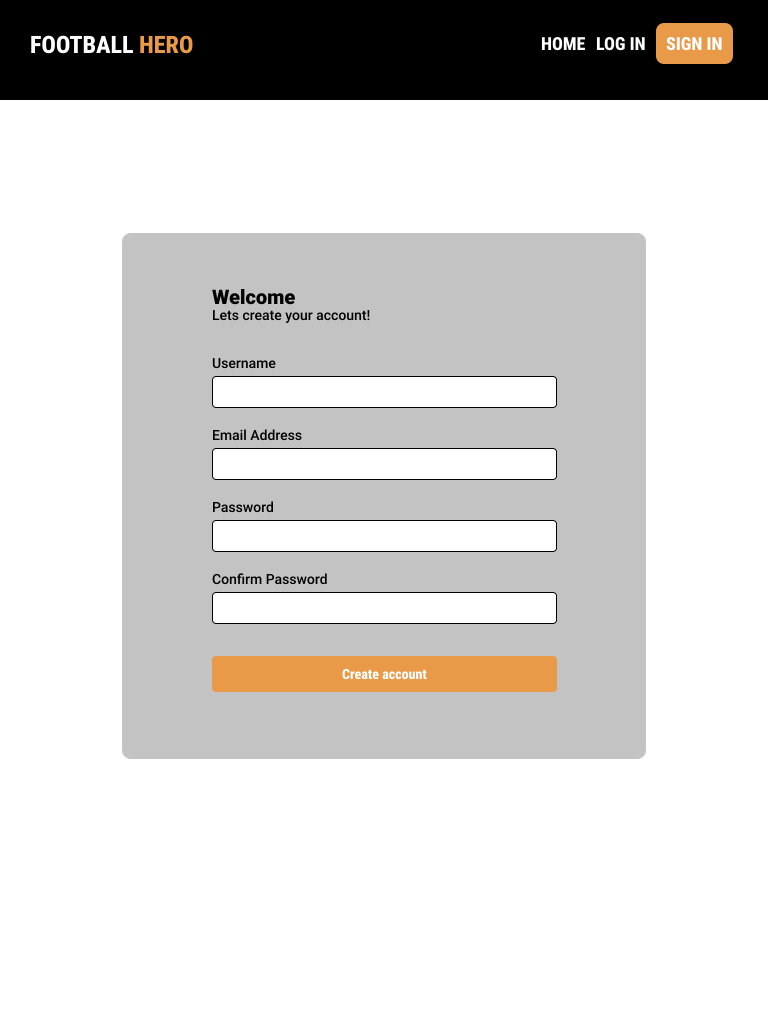 FOOTBALL HERO
HOME LOG IN SIGN IN
Welcome
Lets create your account!
Username
Email Address
Password
Confirm Password
Create account